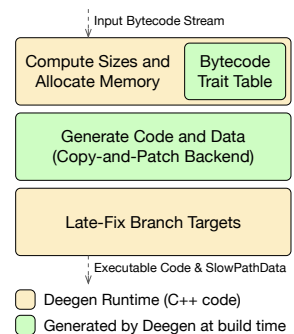 Input Bytecode Stream
Compute Sizes and
Allocate Memory
Bytecode
Trait Table
Generate Code and Data
(Copy-and-Patch Backend)
Late-Fix Branch Targets
Executable Code & SlowPathData
Deegen Runtime (C++ code)
Generated by Deegen at build time